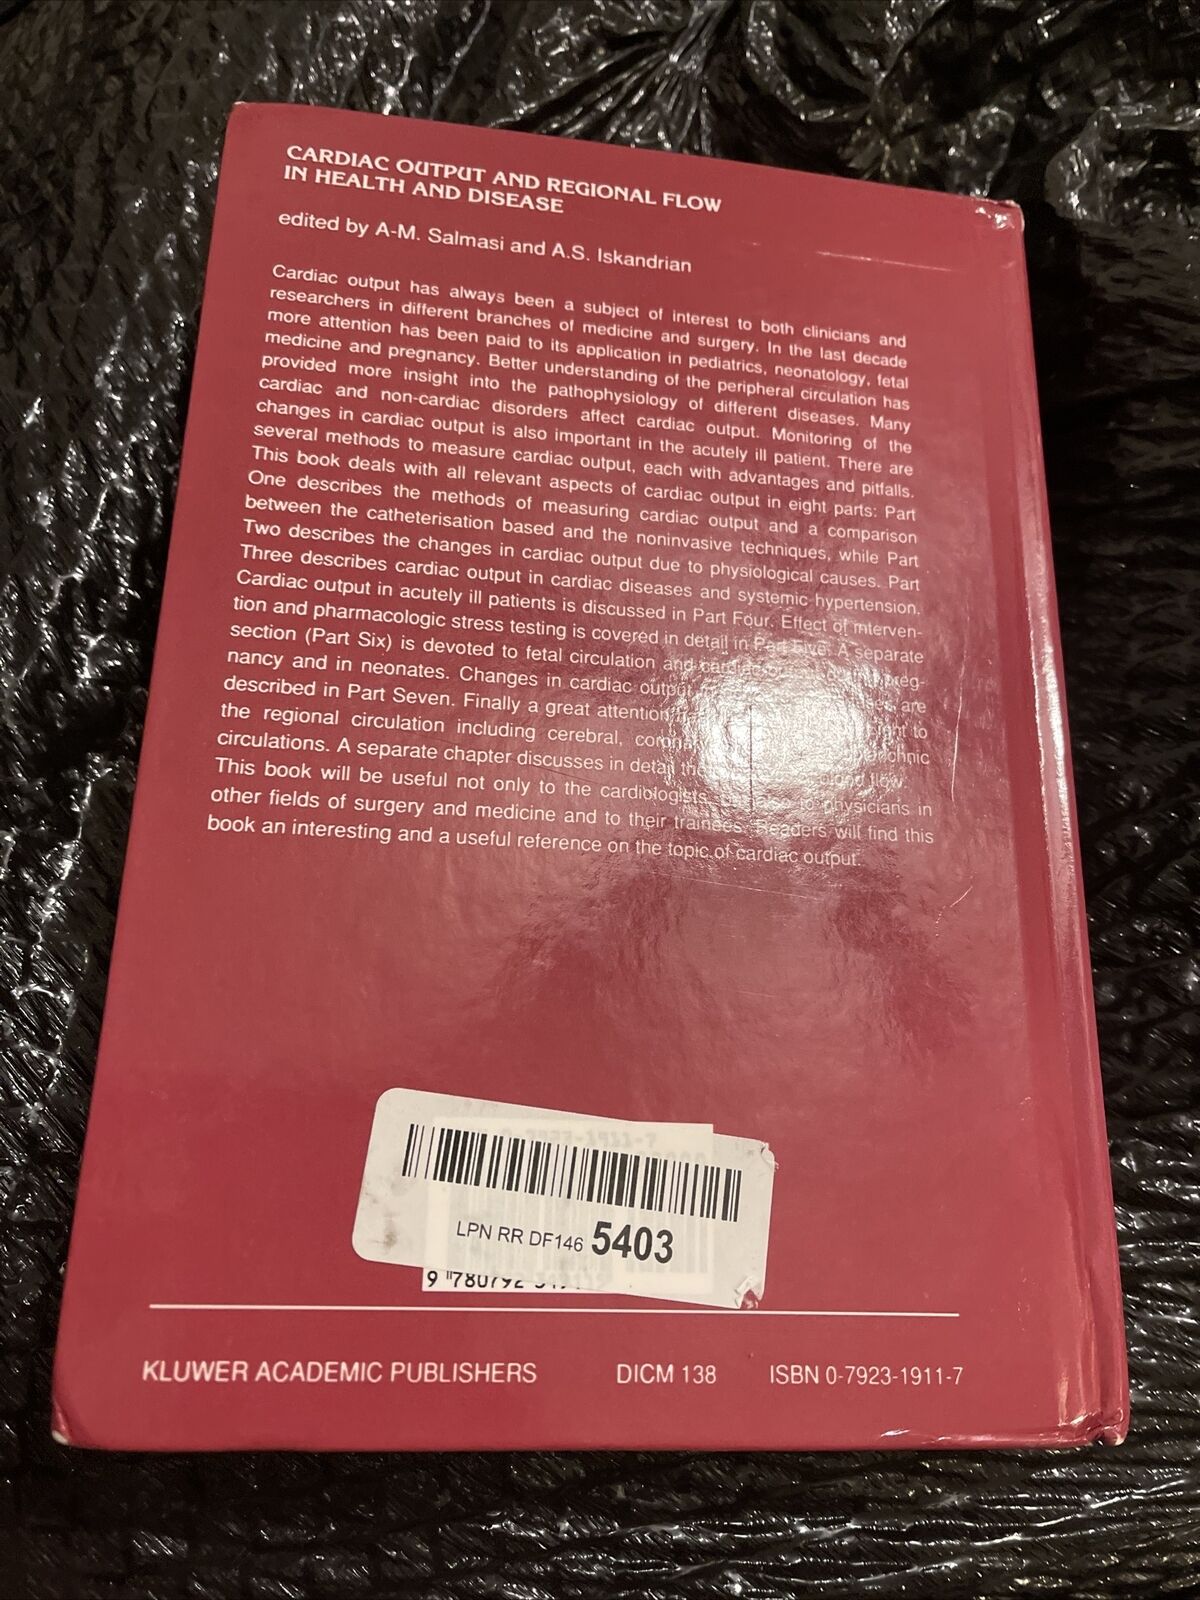 CARDIAC OUTPUT AND REGIONAL FLOW
IN HEALTH AND DISEASE
edited by A-M. Salmasi and A.S. Iskandrian
Cardiac output has always been a subject of interest to both clinicians and
researchers in different branches of medicine and surgery. In the last decade
more attention has been paid to its application in pediatrics, neonatology, fetal
medicine and pregnancy. Better understanding of the peripheral circulation has
provided more insight into the pathophysiology of different diseases. Many
cardiac and non-cardiac disorders affect cardiac output. Monitoring of the
changes in cardiac output is also important in the acutely ill patient. There are
several methods to measure cardiac output, each with advantages and pitfalls.
This book deals with all relevant aspects of cardiac output in eight parts: Part
One describes the methods of measuring cardiac output and a comparison
between the catheterisation based and the noninvasive techniques, while Part
Two describes the changes in cardiac output due to physiological causes. Part
Three describes cardiac output in cardiac diseases and systemic hypertension.
Cardiac output in acutely ill patients is discussed in Part Four. Effect of interven-
tion and pharmacologic stress testing is covered in detail in Part Five. A separate
section (Part Six) is devoted to fetal circulation and preg-
nancy and in neonates. Changes in cardiac output are
described in Part Seven. Finally a great attention to
the regional circulation including cerebral,
circulations. A separate chapter discusses in detail flow.
This book will be useful not only to the cardiologists to physicians in
other fields of surgery and medicine and to their trainees. Readers will find this
book an interesting and a useful reference on the topic of cardiac output.
LPN RR DF146 5403
9 780792
KLUWER ACADEMIC PUBLISHERS DICM 138 ISBN 0-7923-1911-7